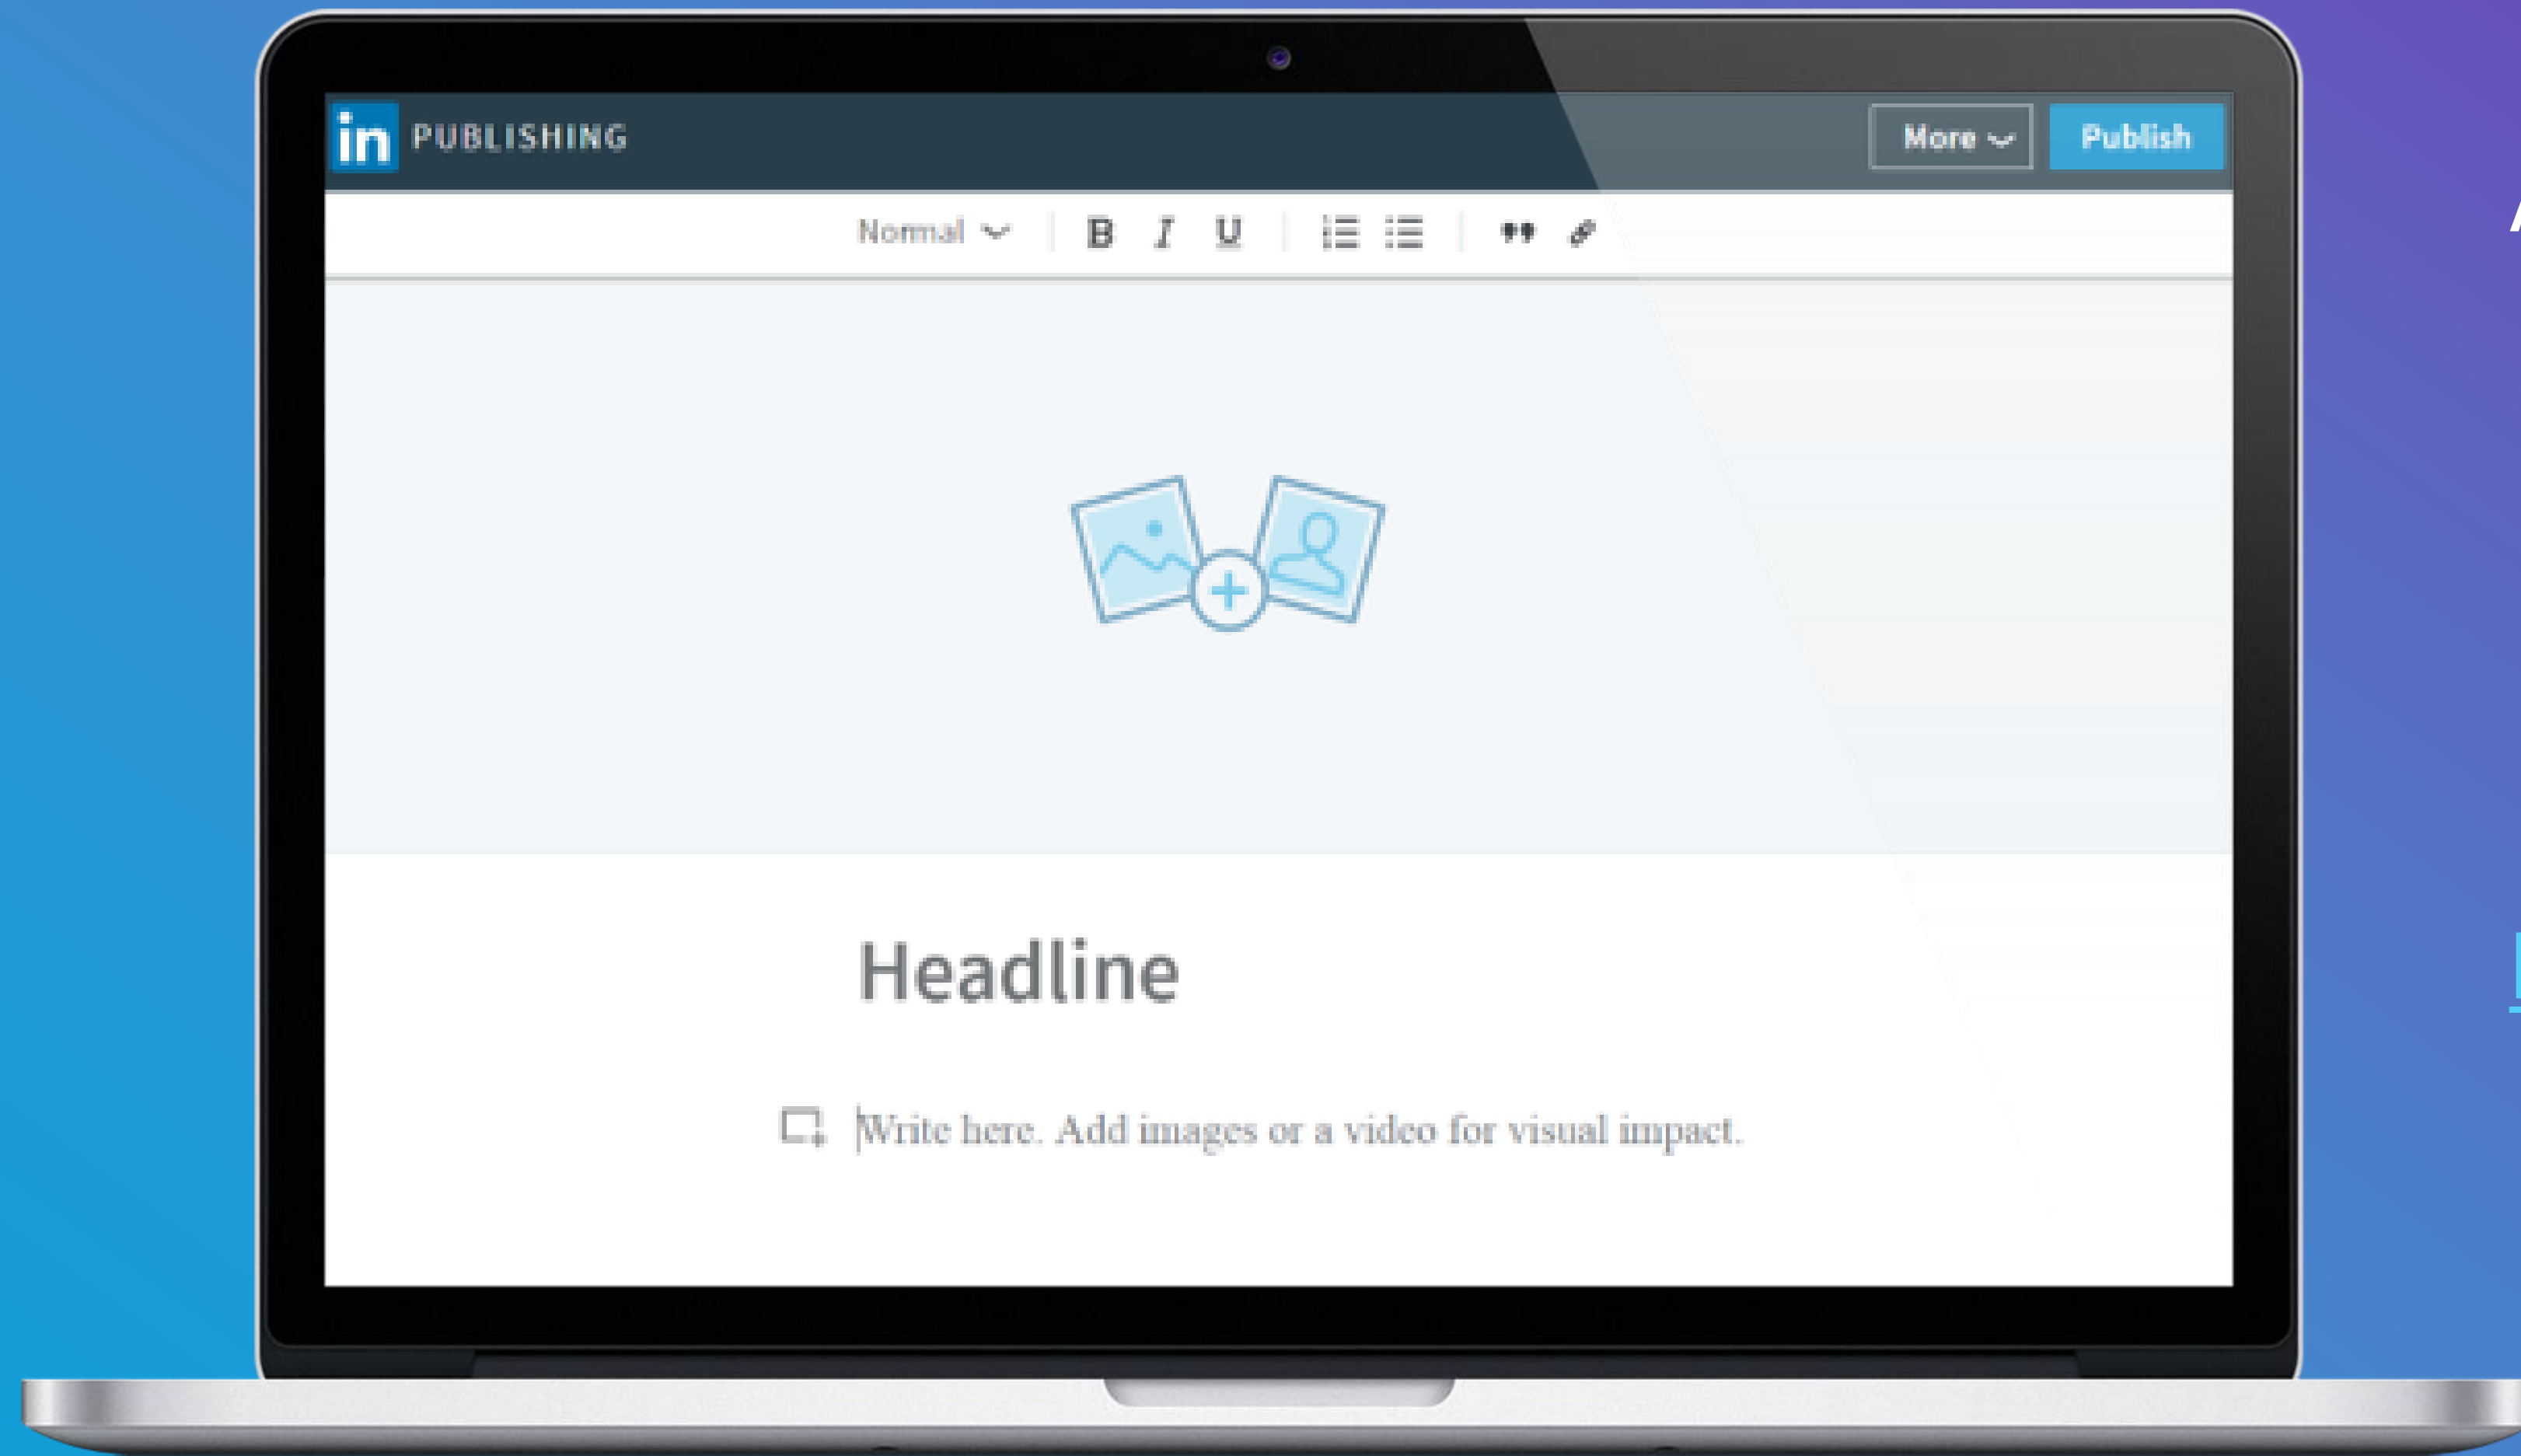 in PUBLISHING More Publish
Normal B I U
Headline
Write here. Add images or a video for visual impact.